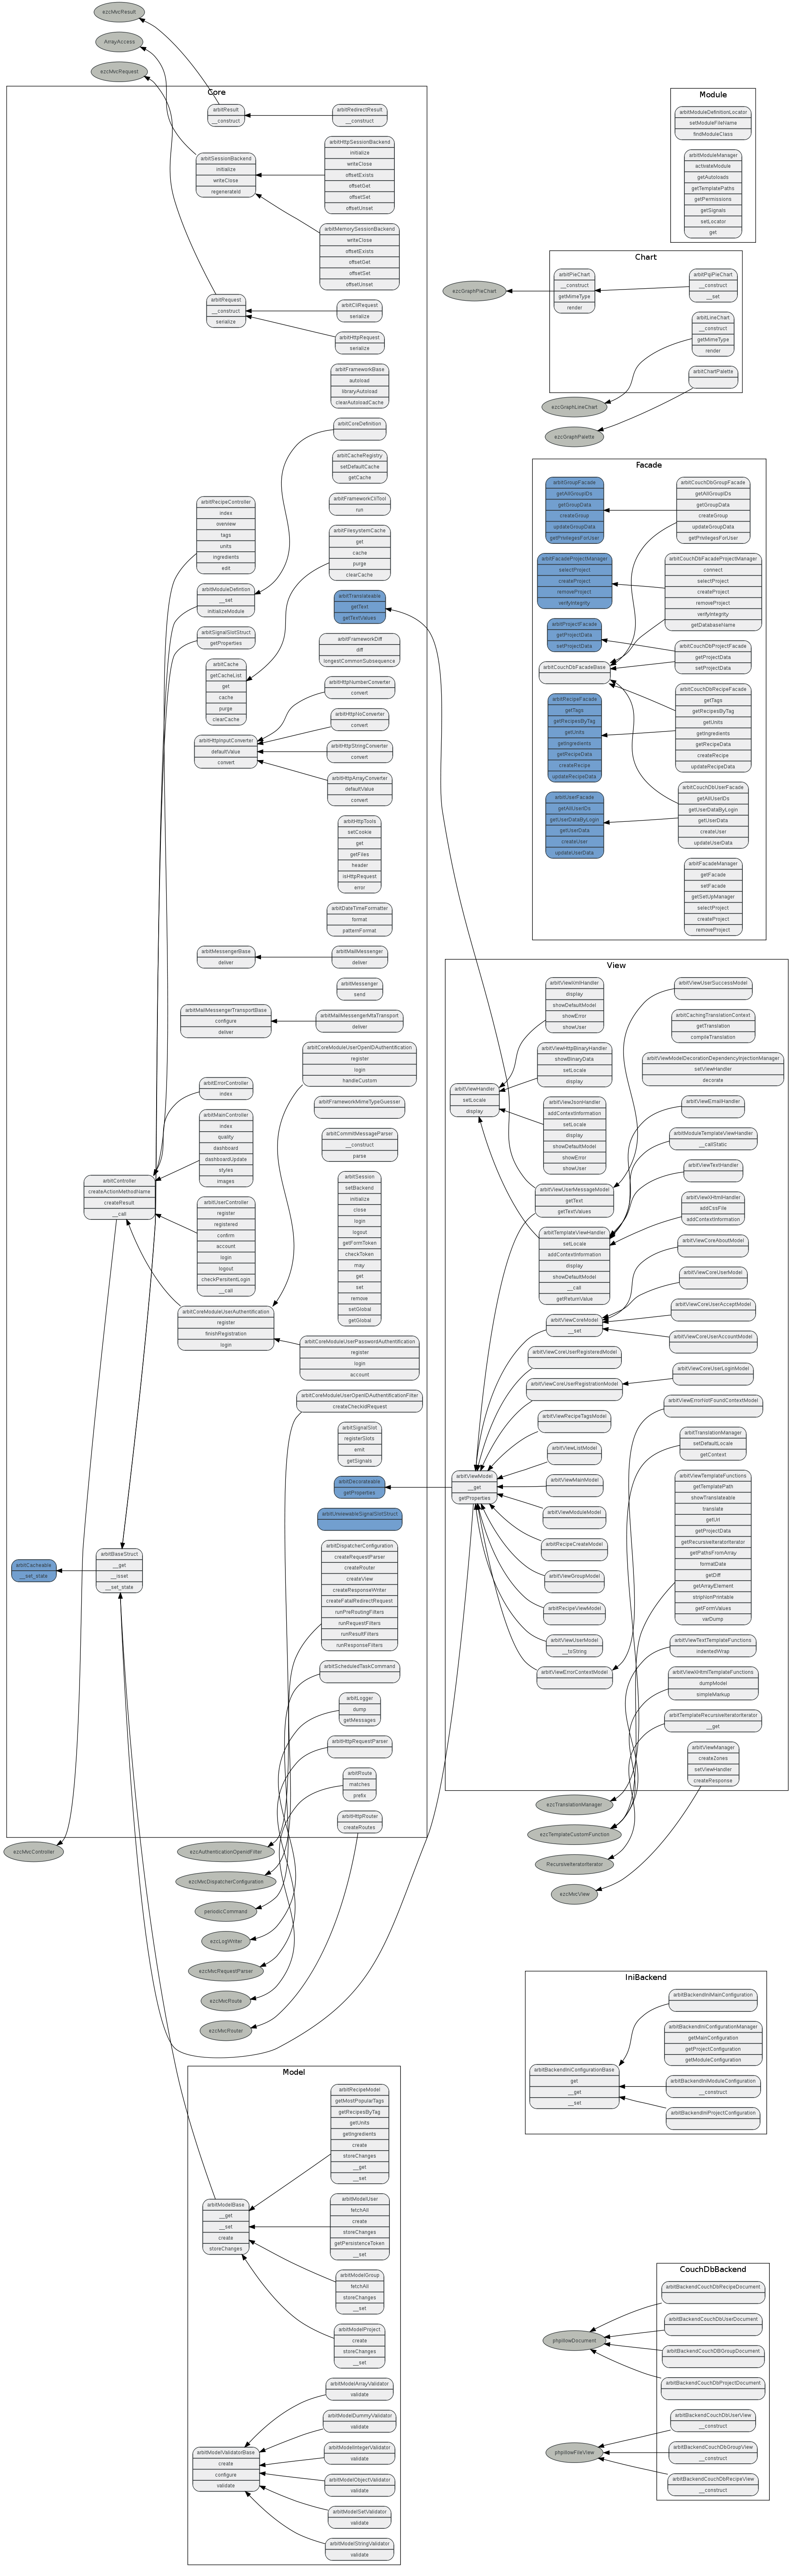 ezcMvcResult
ArrayAccess
ezcMvcRequest
Core
arbitResult
__construct
arbitRedirectResult
__construct
arbitSessionBackend
initialize
writeClose
regenerateId
arbitHttpSessionBackend
initialize
writeClose
offsetExists
offsetGet
offsetSet
offsetUnset
arbitMemorySessionBackend
writeClose
offsetExists
offsetGet
offsetSet
offsetUnset
arbitRequest
__construct
serialize
arbitCliRequest
serialize
arbitHttpRequest
serialize
arbitFrameworkBase
autoload
libraryAutoload
clearAutoloadCache
arbitCoreDefinition
arbitCacheRegistry
setDefaultCache
getCache
arbitFrameworkCliTool
run
arbitRecipeController
index
overview
tags
units
ingredients
edit
arbitFilesystemCache
get
cache
purge
clearCache
arbitModuleDefintion
__set
initializeModule
arbitTranslateable
getText
getTextValues
arbitSignalSlotStruct
getProperties
arbitFrameworkDiff
diff
longestCommonSubsequence
arbitCache
getCacheList
get
cache
purge
clearCache
arbitHttpNumberConverter
convert
arbitHttpNoConverter
convert
arbitHttpInputConverter
defaultValue
convert
arbitHttpStringConverter
convert
arbitHttpArrayConverter
defaultValue
convert
arbitHttpTools
setCookie
get
getFiles
header
isHttpRequest
error
arbitDateTimeFormatter
format
patternFormat
arbitMessengerBase
deliver
arbitMailMessenger
deliver
arbitMessenger
send
arbitMailMessengerTransportBase
configure
deliver
arbitMailMessengerMtaTransport
deliver
arbitCoreModuleUserOpenIDAuthentification
register
login
handleCustom
arbitErrorController
index
arbitFrameworkMimeTypeGuesser
arbitMainController
index
quality
dashboard
dashboardUpdate
styles
images
arbitCommitMessageParser
__construct
parse
arbitController
createActionMethodName
createResult
__call
arbitSession
setBackend
initialize
close
login
logout
getFormToken
checkToken
may
get
set
remove
setGlobal
getGlobal
arbitUserController
register
registered
confirm
account
login
logout
checkPersitentLogin
__call
arbitCoreModuleUserAuthentification
register
finishRegistration
login
arbitCoreModuleUserPasswordAuthentification
register
login
account
arbitCoreModuleUserOpenIDAuthentificationFilter
createCheckidRequest
arbitSignalSlot
registerSlots
emit
getSignals
arbitDecorateable
getProperties
arbitUnviewableSignalSlotStruct
arbitCacheable
__set_state
arbitBaseStruct
__get
__isset
__set_state
arbitDispatcherConfiguration
createRequestParser
createRouter
createView
createResponseWriter
createFatalRedirectRequest
runPreRoutingFilters
runRequestFilters
runResultFilters
runResponseFilters
arbitScheduledTaskCommand
arbitLogger
dump
getMessages
arbitHttpRequestParser
arbitRoute
matches
prefix
arbitHttpRouter
createRoutes
ezcMvcController
ezcAuthenticationOpenidFilter
ezcMvcDispatcherConfiguration
periodicCommand
ezcLogWriter
ezcMvcRequestParser
ezcMvcRoute
ezcMvcRouter
Module
arbitModuleDefinitionLocator
setModuleFileName
findModuleClass
arbitModuleManager
activateModule
getAutoloads
getTemplatePaths
getPermissions
getSignals
setLocator
get
Chart
ezcGraphPieChart
arbitPieChart
__construct
getMimeType
render
arbitPipPieChart
__construct
__set
arbitLineChart
__construct
getMimeType
render
arbitChartPalette
ezcGraphLineChart
ezcGraphPalette
Facade
arbitGroupFacade
getAllGroupIDs
getGroupData
createGroup
updateGroupData
getPrivilegesForUser
arbitCouchDbGroupFacade
getAllGroupIDs
getGroupData
createGroup
updateGroupData
getPrivilegesForUser
arbitFacadeProjectManager
selectProject
createProject
removeProject
verifyIntegrity
arbitCouchDbFacadeProjectManager
connect
selectProject
createProject
removeProject
verifyIntegrity
getDatabaseName
arbitProjectFacade
getProjectData
setProjectData
arbitCouchDbProjectFacade
getProjectData
setProjectData
arbitCouchDbFacadeBase
arbitRecipeFacade
getTags
getRecipesByTag
getUnits
getIngredients
getRecipeData
createRecipe
updateRecipeData
arbitCouchDbRecipeFacade
getTags
getRecipesByTag
getUnits
getIngredients
getRecipeData
createRecipe
updateRecipeData
arbitUserFacade
getAllUserIDs
getUserDataByLogin
getUserData
createUser
updateUserData
arbitCouchDbUserFacade
getAllUserIDs
getUserDataByLogin
getUserData
createUser
updateUserData
arbitFacadeManager
getFacade
setFacade
getSetUpManager
selectProject
createProject
removeProject
View
arbitViewXmlHandler
display
showDefaultModel
showError
showUser
arbitViewUserSuccessModel
arbitCachingTranslationContext
getTranslation
compileTranslation
arbitViewHttpBinaryHandler
showBinaryData
setLocale
display
arbitViewModelDecorationDependencyInjectionManager
setViewHandler
decorate
arbitViewHandler
setLocale
display
arbitViewJsonHandler
addContextInformation
setLocale
display
showDefaultModel
showError
showUser
arbitViewEmailHandler
arbitModuleTemplateViewHandler
__callStatic
arbitViewTextHandler
arbitViewUserMessageModel
getText
getTextValues
arbitViewXHtmlHandler
addCssFile
addContextInformation
arbitTemplateViewHandler
setLocale
addContextInformation
display
showDefaultModel
__call
getReturnValue
arbitViewCoreAboutModel
arbitViewCoreUserModel
arbitViewCoreModel
__set
arbitViewCoreUserAcceptModel
arbitViewCoreUserAccountModel
arbitViewCoreUserRegisteredModel
arbitViewCoreUserRegistrationModel
arbitViewCoreUserLoginModel
arbitViewErrorNotFoundContextModel
arbitViewRecipeTagsModel
arbitTranslationManager
setDefaultLocale
getContext
arbitViewListModel
arbitViewModel
__get
getProperties
arbitViewMainModel
arbitViewModuleModel
arbitViewTemplateFunctions
getTemplatePath
showTranslateable
translate
getUrl
getProjectData
getRecursiveIteratorIterator
getPathsFromArray
formatDate
getDiff
getArrayElement
stripNonPrintable
getFormValues
varDump
arbitRecipeCreateModel
arbitViewGroupModel
arbitRecipeViewModel
arbitViewUserModel
__toString
arbitViewErrorContextModel
arbitViewTextTemplateFunctions
indentedWrap
arbitViewXHtmlTemplateFunctions
dumpModel
simpleMarkup
arbitTemplateRecursiveIteratorIterator
__get
arbitViewManager
createZones
setViewHandler
createResponse
ezcTranslationManager
ezcTemplateCustomFunction
RecursiveIteratorIterator
ezcMvcView
IniBackend
arbitBackendIniMainConfiguration
arbitBackendIniConfigurationManager
getMainConfiguration
getProjectConfiguration
getModuleConfiguration
arbitBackendIniConfigurationBase
get
__get
__set
arbitBackendIniModuleConfiguration
__construct
arbitBackendIniProjectConfiguration
Model
arbitRecipeModel
getMostPopularTags
getRecipesByTag
getUnits
getIngredients
create
storeChanges
__get
__set
arbitModelBase
__get
__set
create
storeChanges
arbitModelUser
fetchAll
create
storeChanges
getPersistenceToken
__set
arbitModelGroup
fetchAll
storeChanges
__set
arbitModelProject
create
storeChanges
__set
arbitModelArrayValidator
validate
arbitModelDummyValidator
validate
arbitModelValidatorBase
create
configure
validate
arbitModelIntegerValidator
validate
arbitModelObjectValidator
validate
arbitModelSetValidator
validate
arbitModelStringValidator
validate
CouchDbBackend
arbitBackendCouchDbRecipeDocument
arbitBackendCouchDbUserDocument
phpillowDocument
arbitBackendCouchDBGroupDocument
arbitBackendCouchDbProjectDocument
arbitBackendCouchDbUserView
__construct
phpillowFileView
arbitBackendCouchDbGroupView
__construct
arbitBackendCouchDbRecipeView
__construct